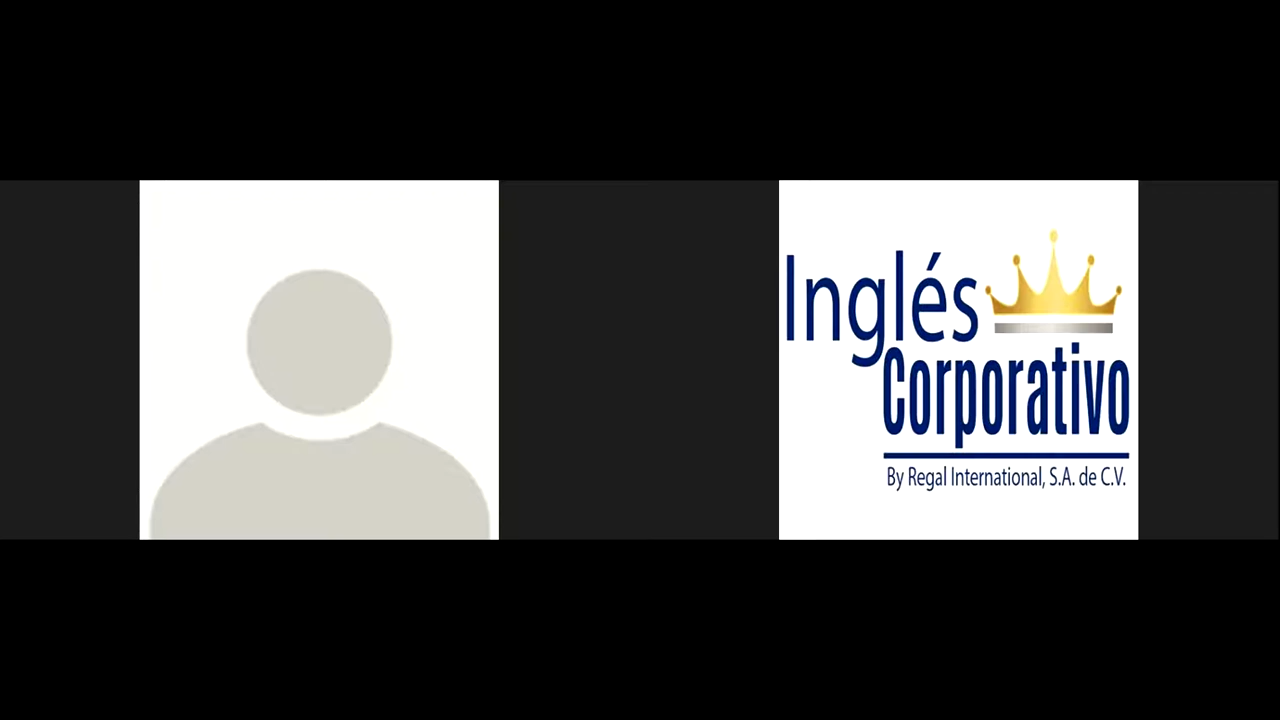 Inglés
Corporativo
By Regal International, S.A. de C.V.